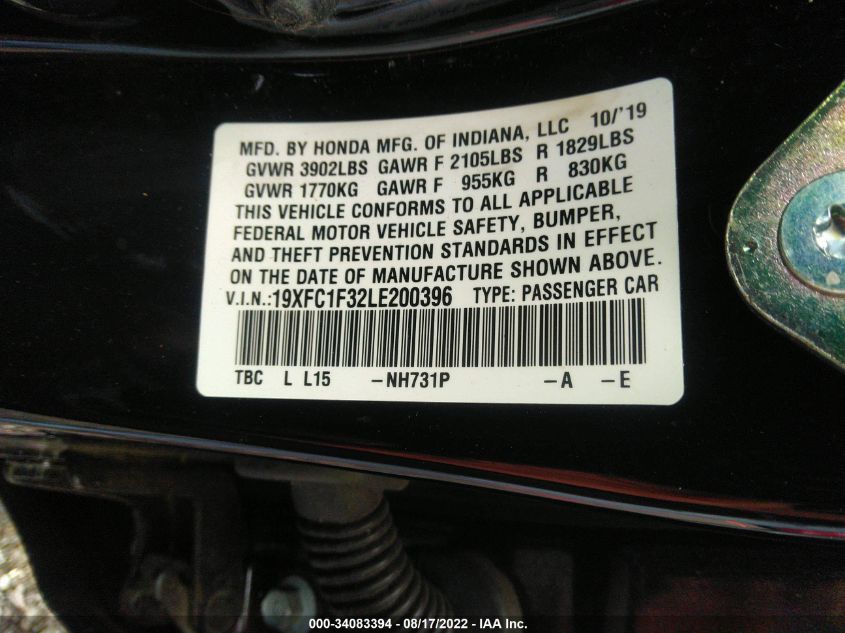 MFD. BY HONDA MFG. OF INDIANA, LLC 10/'19
GVWR 3902LBS GAWR F 2105LBS R 1829LBS
GVWR 1770KG GAWR F 955KG R 830KG
THIS VEHICLE CONFORMS TO ALL APPLICABLE
FEDERAL MOTOR VEHICLE SAFETY, BUMPER,
AND THEFT PREVENTION STANDARDS IN EFFECT
ON THE DATE OF MANUFACTURE SHOWN ABOVE.
V.I.N.:19XFC1F32LE200396 TYPE: PASSENGER CAR
TBC L L15 -NH731P -A -E
000-34083394 - 08/17/2022 - IAA Inc.